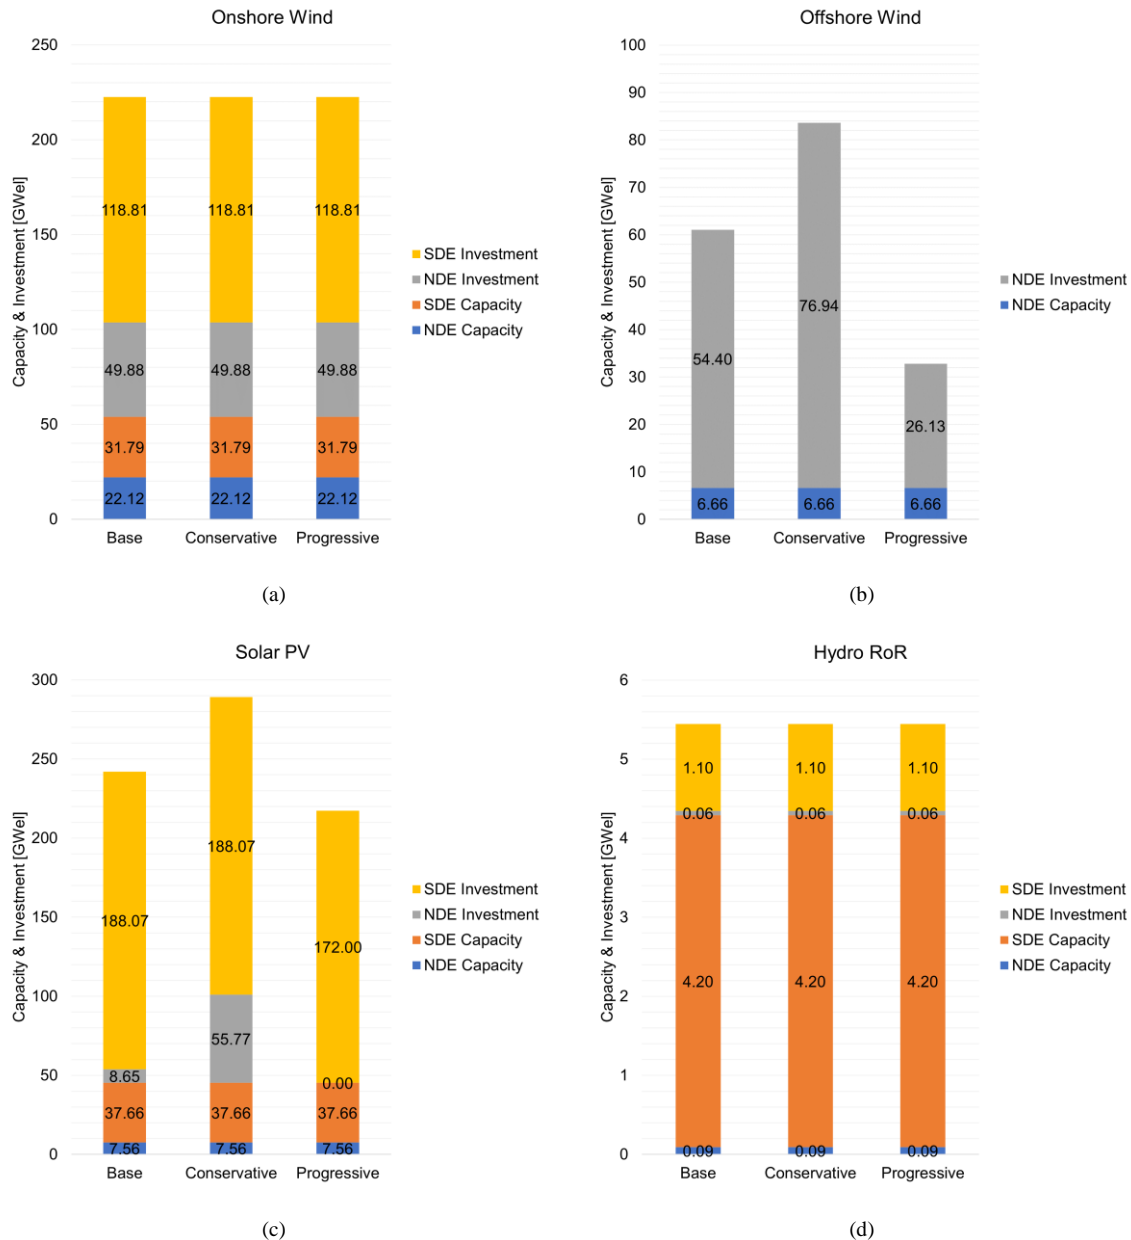 Onshore Wind
Capacity & Investment [GWel]
250
200
150
100
50
0
118.81 118.81 118.81
49.88 49.88 49.88
31.79 31.79 31.79
22.12 22.12 22.12
Base Conservative Progressive
SDE Investment
NDE Investment
SDE Capacity
NDE Capacity
(a)
Offshore Wind
Capacity & Investment [GWel]
100
90
80
70
60
50
40
30
20
10
0
54.40 76.94 26.13
6.66 6.66 6.66
Base Conservative Progressive
NDE Investment
NDE Capacity
(b)
Solar PV
Capacity & Investment [GWel]
300
250
200
150
100
50
0
188.07 188.07 172.00
8.65 55.77 0.00
37.66 37.66 37.66
7.56 7.56 7.56
Base Conservative Progressive
SDE Investment
NDE Investment
SDE Capacity
NDE Capacity
(c)
Hydro RoR
Capacity & Investment [GWel]
6
5
4
3
2
1
0
1.10 1.10 1.10
0.06 0.06 0.06
4.20 4.20 4.20
0.09 0.09 0.09
Base Conservative Progressive
SDE Investment
NDE Investment
SDE Capacity
NDE Capacity
(d)